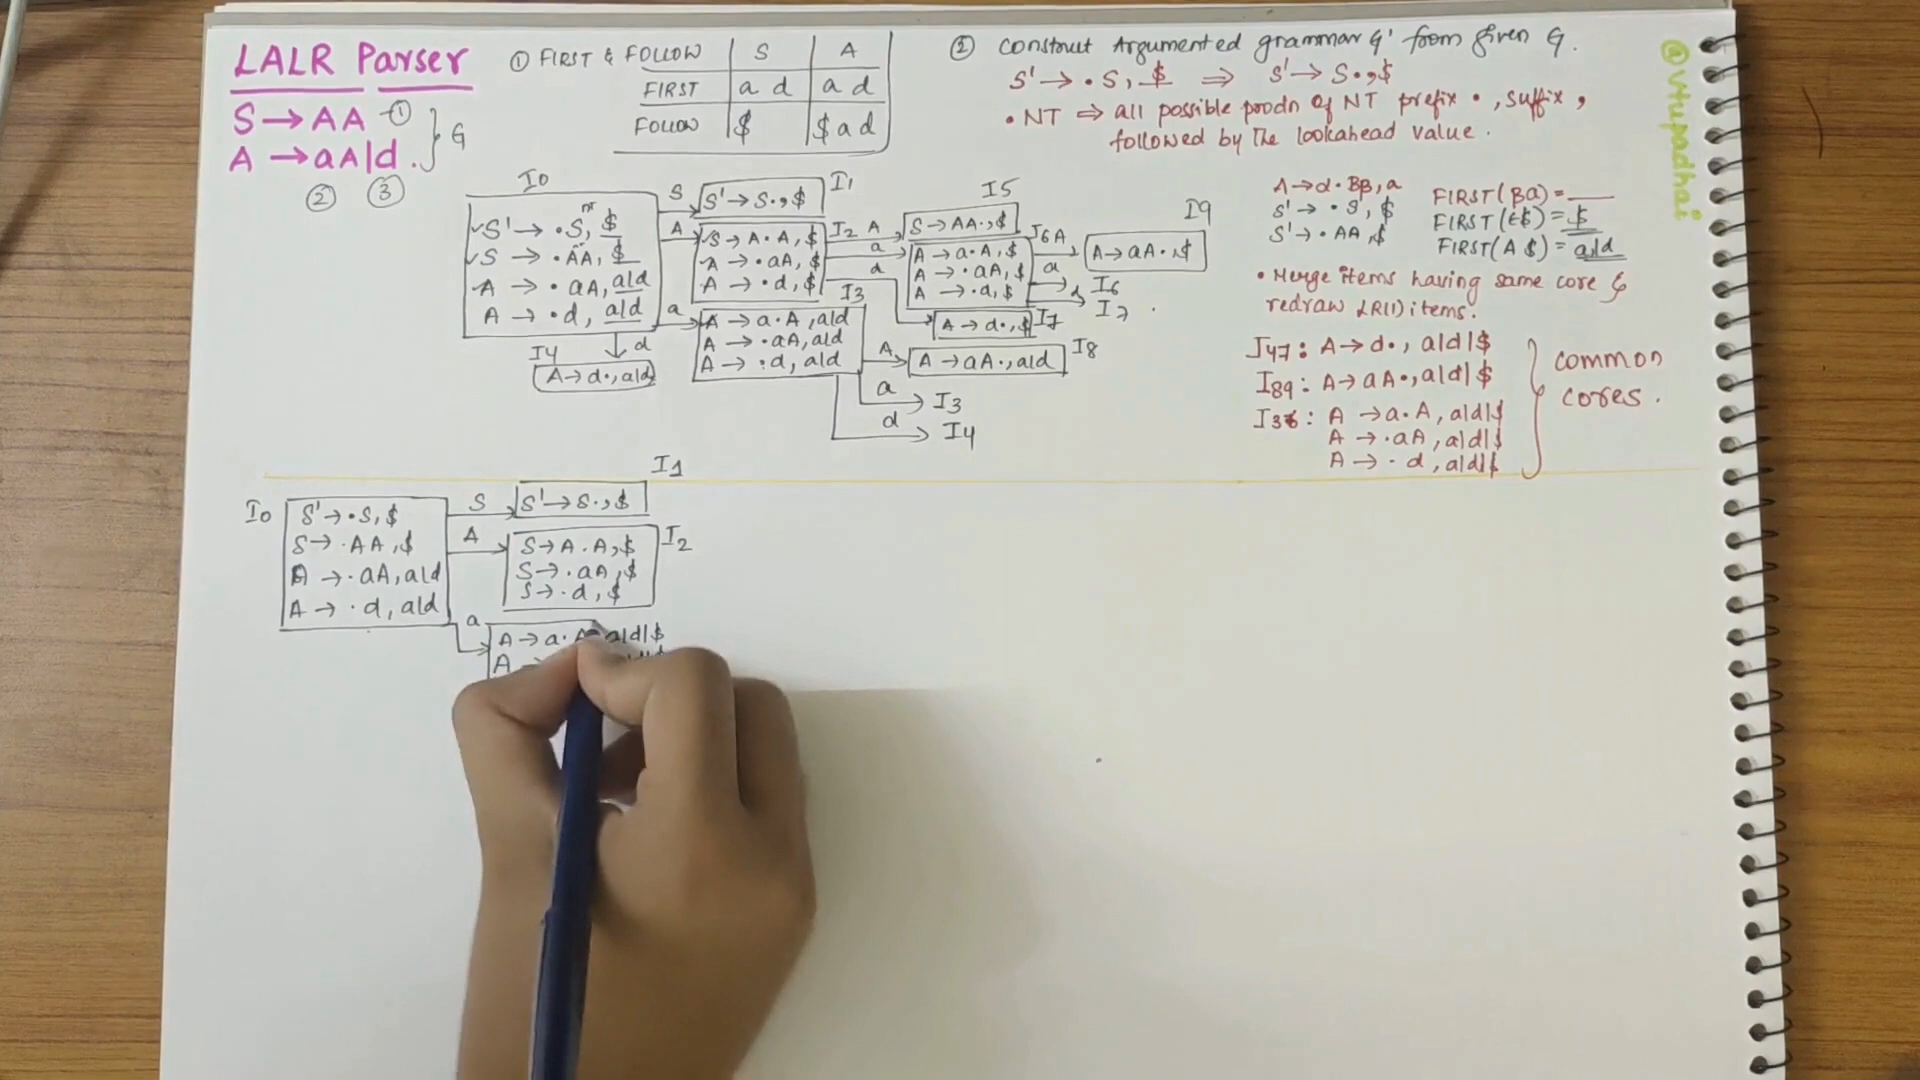 LALR Parser
S → AA - ①
A → aA|d .
} G
② ③
① FIRST & FOLLOW | S | A
FIRST | a d | a d
FOLLOW | $ | $ a d
② construct Argumented grammar G' from given G .
S' → • S, $ ⇒ S' → S•,$
• NT ⇒ all possible prodn of NT prefix • , suffix ,
followed by The lookahead value .
@Vtupadhai
I0
S' → •S, $
S → •AA, $
A → • aA, a|d
A → •d, a|d
S
I1
S' → S•, $
A
I2
S → A•A, $
A → •aA, $
A → •d, $
a
I3
A → a•A, a|d
A → •aA, a|d
A → •d, a|d
d
I4
A → d•, a|d
A
I5
S → AA•, $
a
I6
A → a•A, $
A → •aA, $
A → •d, $
d
I7
A → d•, $
A
I8
A → aA•, a|d
a
I3
d
I4
A
I9
A → aA•, $
a
I6
d
I7
A → d• Bβ, a
S' → • S', $
S' → • AA, $
FIRST(βa) = ___
FIRST(ε$) = $
FIRST(A $) = a|d
• Merge items having same core &
redraw LR(1) items.
I47 : A → d•, a|d|$
I89 : A → aA•, a|d|$
I36 : A → a•A, a|d|$
A → •aA, a|d|$
A → • d, a|d|$
common
cores .
I0
S' → •S, $
S → •AA, $
A → •aA, a|d
A → • d, a|d
S
I1
S' → S•, $
A
I2
S → A•A, $
S → •aA, $
S → •d, $
a
A → a•A a|d|$
A →